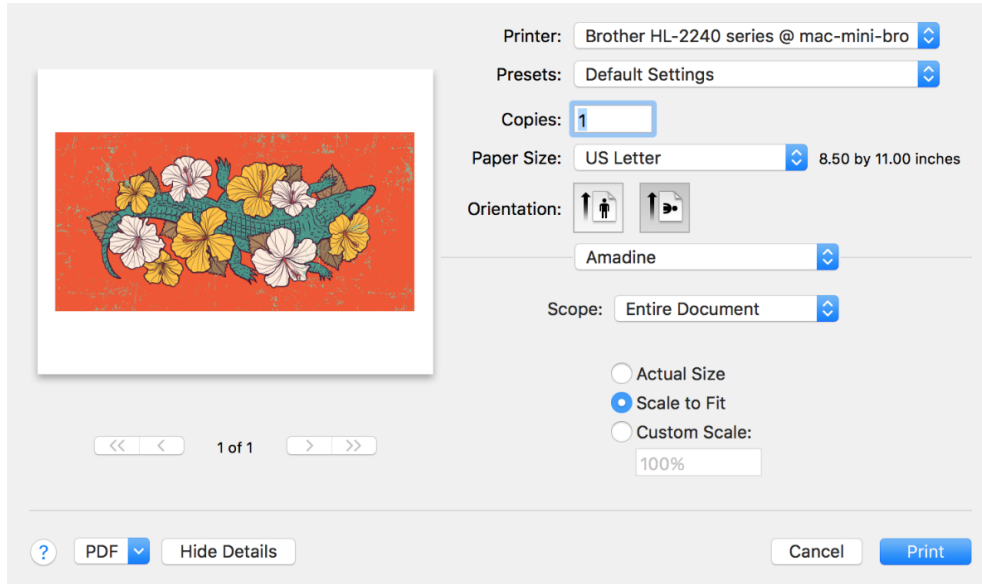 Printer: Brother HL-2240 series @ mac-mini-bro
Presets: Default Settings
Copies: 1
Paper Size: US Letter 8.50 by 11.00 inches
Orientation:
Amadine
Scope: Entire Document
Actual Size
Scale to Fit
Custom Scale:
100%
<< < 1 of 1 > >>
? PDF Hide Details Cancel Print